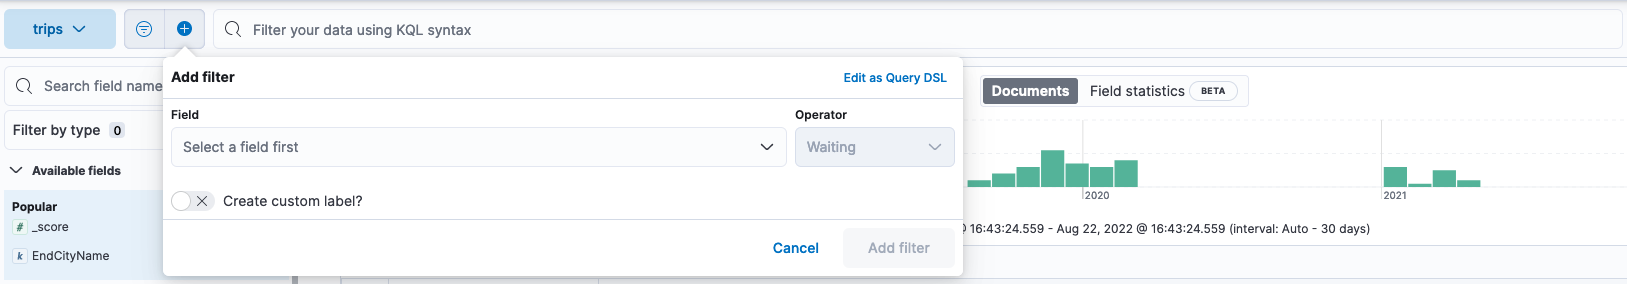 trips
Filter your data using KQL syntax
Add filter
Edit as Query DSL
Search field name
Documents
Field statistics
BETA
Field
Operator
Filter by type 0
Select a field first
Waiting
Available fields
Create custom label?
2020
2021
Popular
# _score
16:43:24.559 - Aug 22, 2022 @ 16:43:24.559 (interval: Auto - 30 days)
Cancel
Add filter
k EndCityName